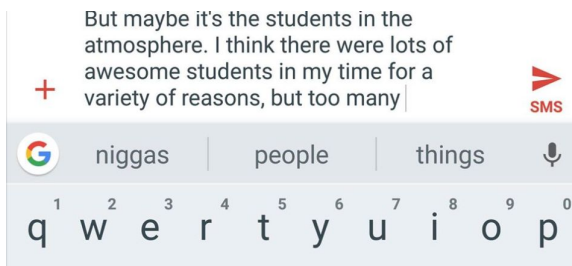 But maybe it's the students in the
atmosphere. I think there were lots of
awesome students in my time for a
variety of reasons, but too many
+
SMS
G niggas people things
1 2 3 4 5 6 7 8 9 0
q w e r t y u i o p